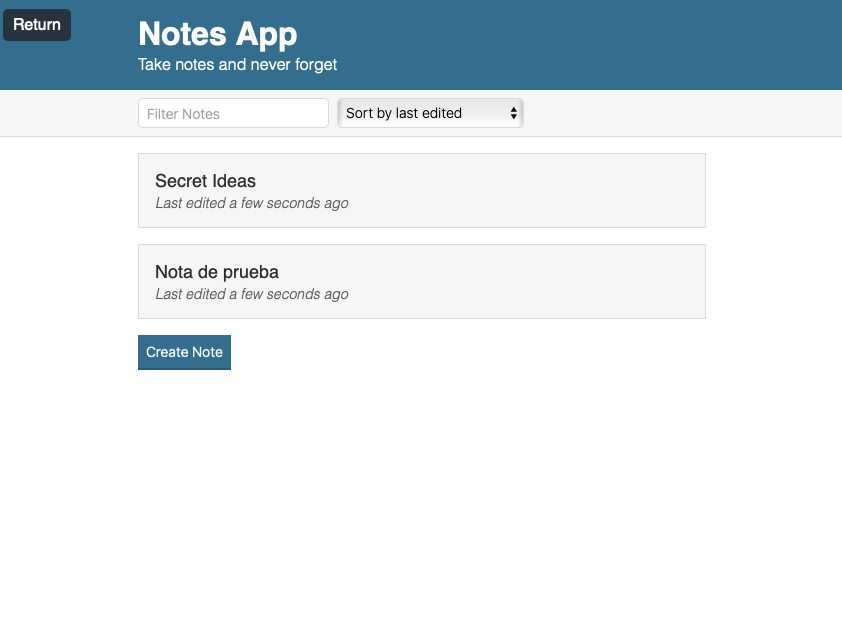 Return
Notes App
Take notes and never forget
Filter Notes
Sort by last edited
Secret Ideas
Last edited a few seconds ago
Nota de prueba
Last edited a few seconds ago
Create Note